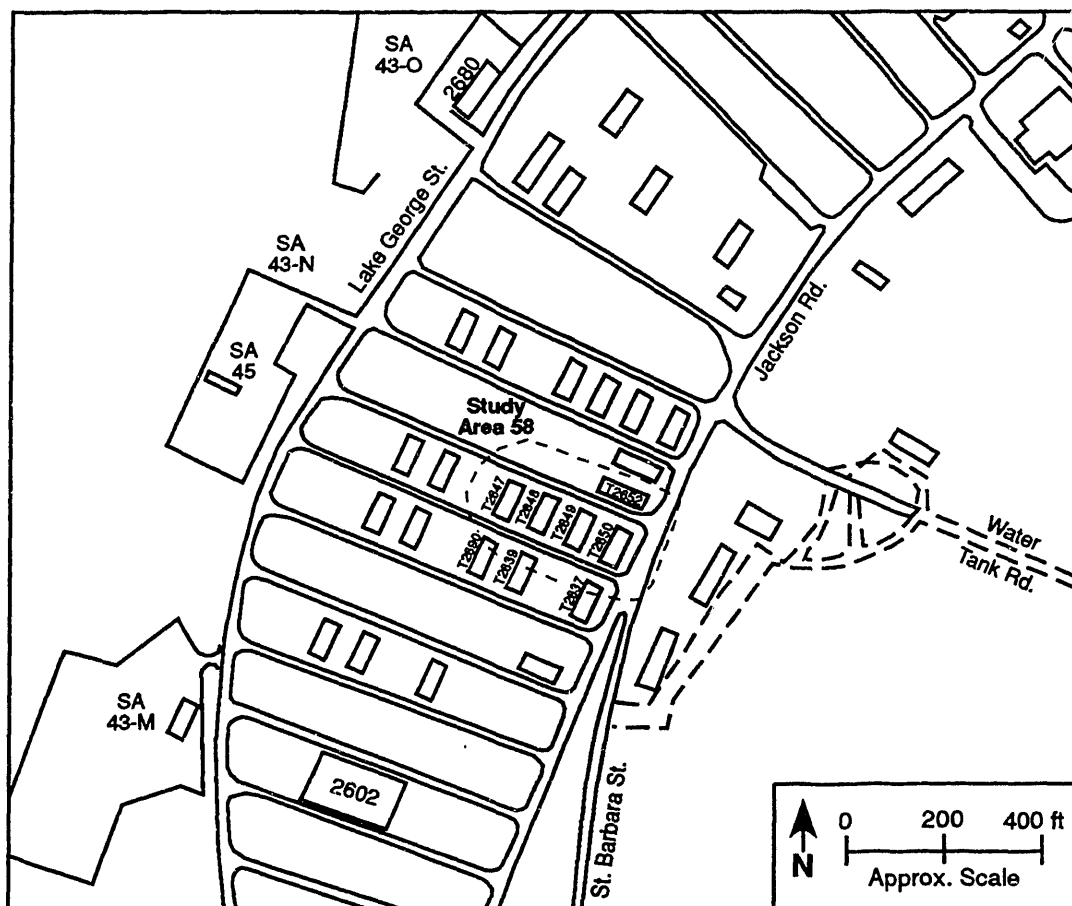 SA
43-O
2680
Lake George St.
SA
43-N
SA
45
Jackson Rd.
Study
Area 58
T2652
T2647
T2648
T2649
T2650
T2690
T2639
T2637
Water
Tank Rd.
SA
43-M
2602
St. Barbara St.
0 200 400 ft
N
Approx. Scale